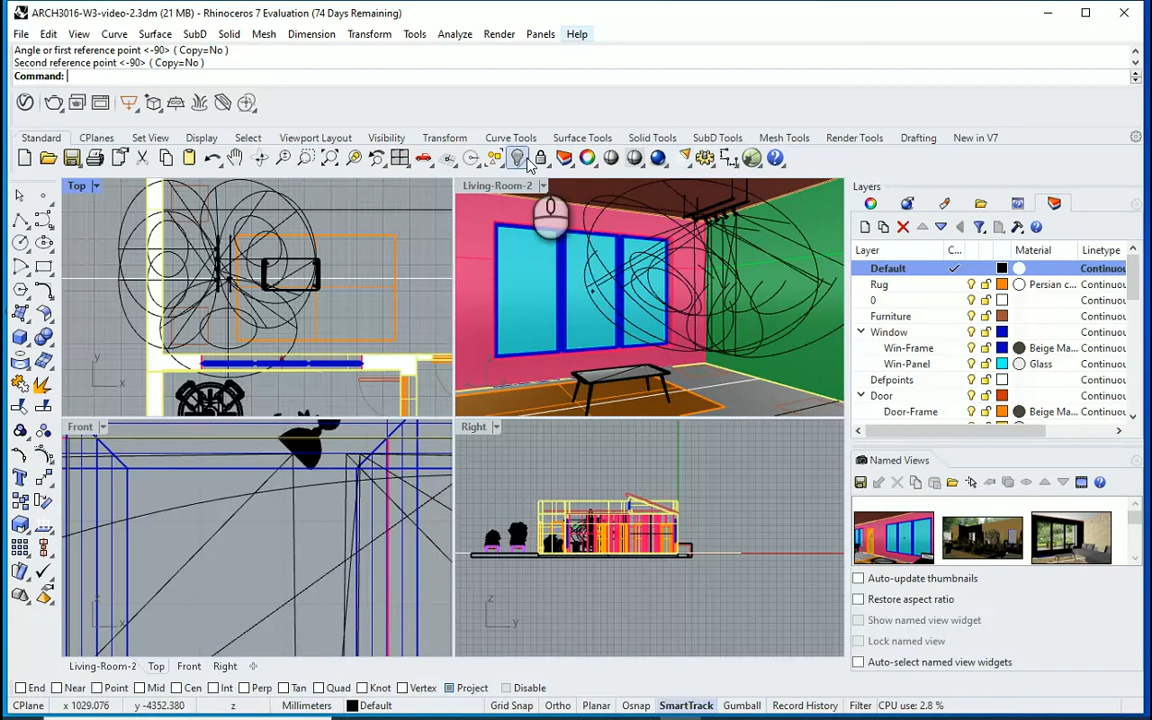 ARCH3016-W3-video-2.3dm (21 MB) - Rhinoceros 7 Evaluation (74 Days Remaining)
File Edit View Curve Surface SubD Solid Mesh Dimension Transform Tools Analyze Render Panels Help
Angle or first reference point <-90> ( Copy=No )
Second reference point <-90> ( Copy=No )
Command:
Standard CPlanes Set View Display Select Viewport Layout Visibility Transform Curve Tools Surface Tools Solid Tools SubD Tools Mesh Tools Render Tools Drafting New in V7
Top
Living-Room-2
Front
Right
Layers
Layer C... Material Linetype
Default Continuou
Rug Persian c... Continuou
0 Continuou
Furniture Continuou
Window Continuou
Win-Frame Beige Ma... Continuou
Win-Panel Glass Continuou
Defpoints Continuou
Door Continuou
Door-Frame Beige Ma... Continuou
Named Views
Auto-update thumbnails
Restore aspect ratio
Show named view widget
Lock named view
Auto-select named view widgets
Living-Room-2 Top Front Right
End Near Point Mid Cen Int Perp Tan Quad Knot Vertex Project Disable
CPlane x 1029.076 y -4352.380 z Millimeters Default Grid Snap Ortho Planar Osnap SmartTrack Gumball Record History Filter CPU use: 2.8 %